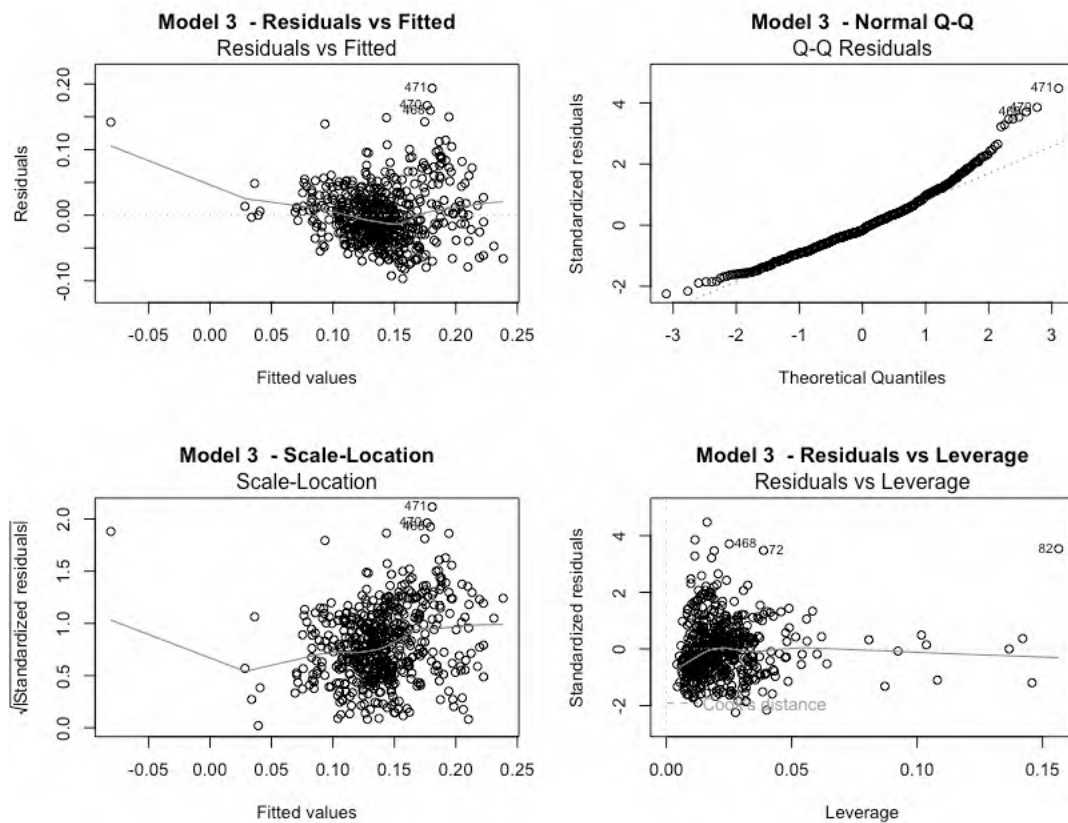 Model 3 - Residuals vs Fitted
Residuals vs Fitted
Residuals
0.20
0.10
0.00
-0.10
471
470
-0.05 0.00 0.05 0.10 0.15 0.20 0.25
Fitted values
Model 3 - Normal Q-Q
Q-Q Residuals
Standardized residuals
4
2
0
-2
471
470
-3 -2 -1 0 1 2 3
Theoretical Quantiles
Model 3 - Scale-Location
Scale-Location
√|Standardized residuals|
2.0
1.5
1.0
0.5
0.0
471
470
-0.05 0.00 0.05 0.10 0.15 0.20 0.25
Fitted values
Model 3 - Residuals vs Leverage
Residuals vs Leverage
Standardized residuals
4
2
0
-2
468
72
82
Cook's distance
0.00 0.05 0.10 0.15
Leverage